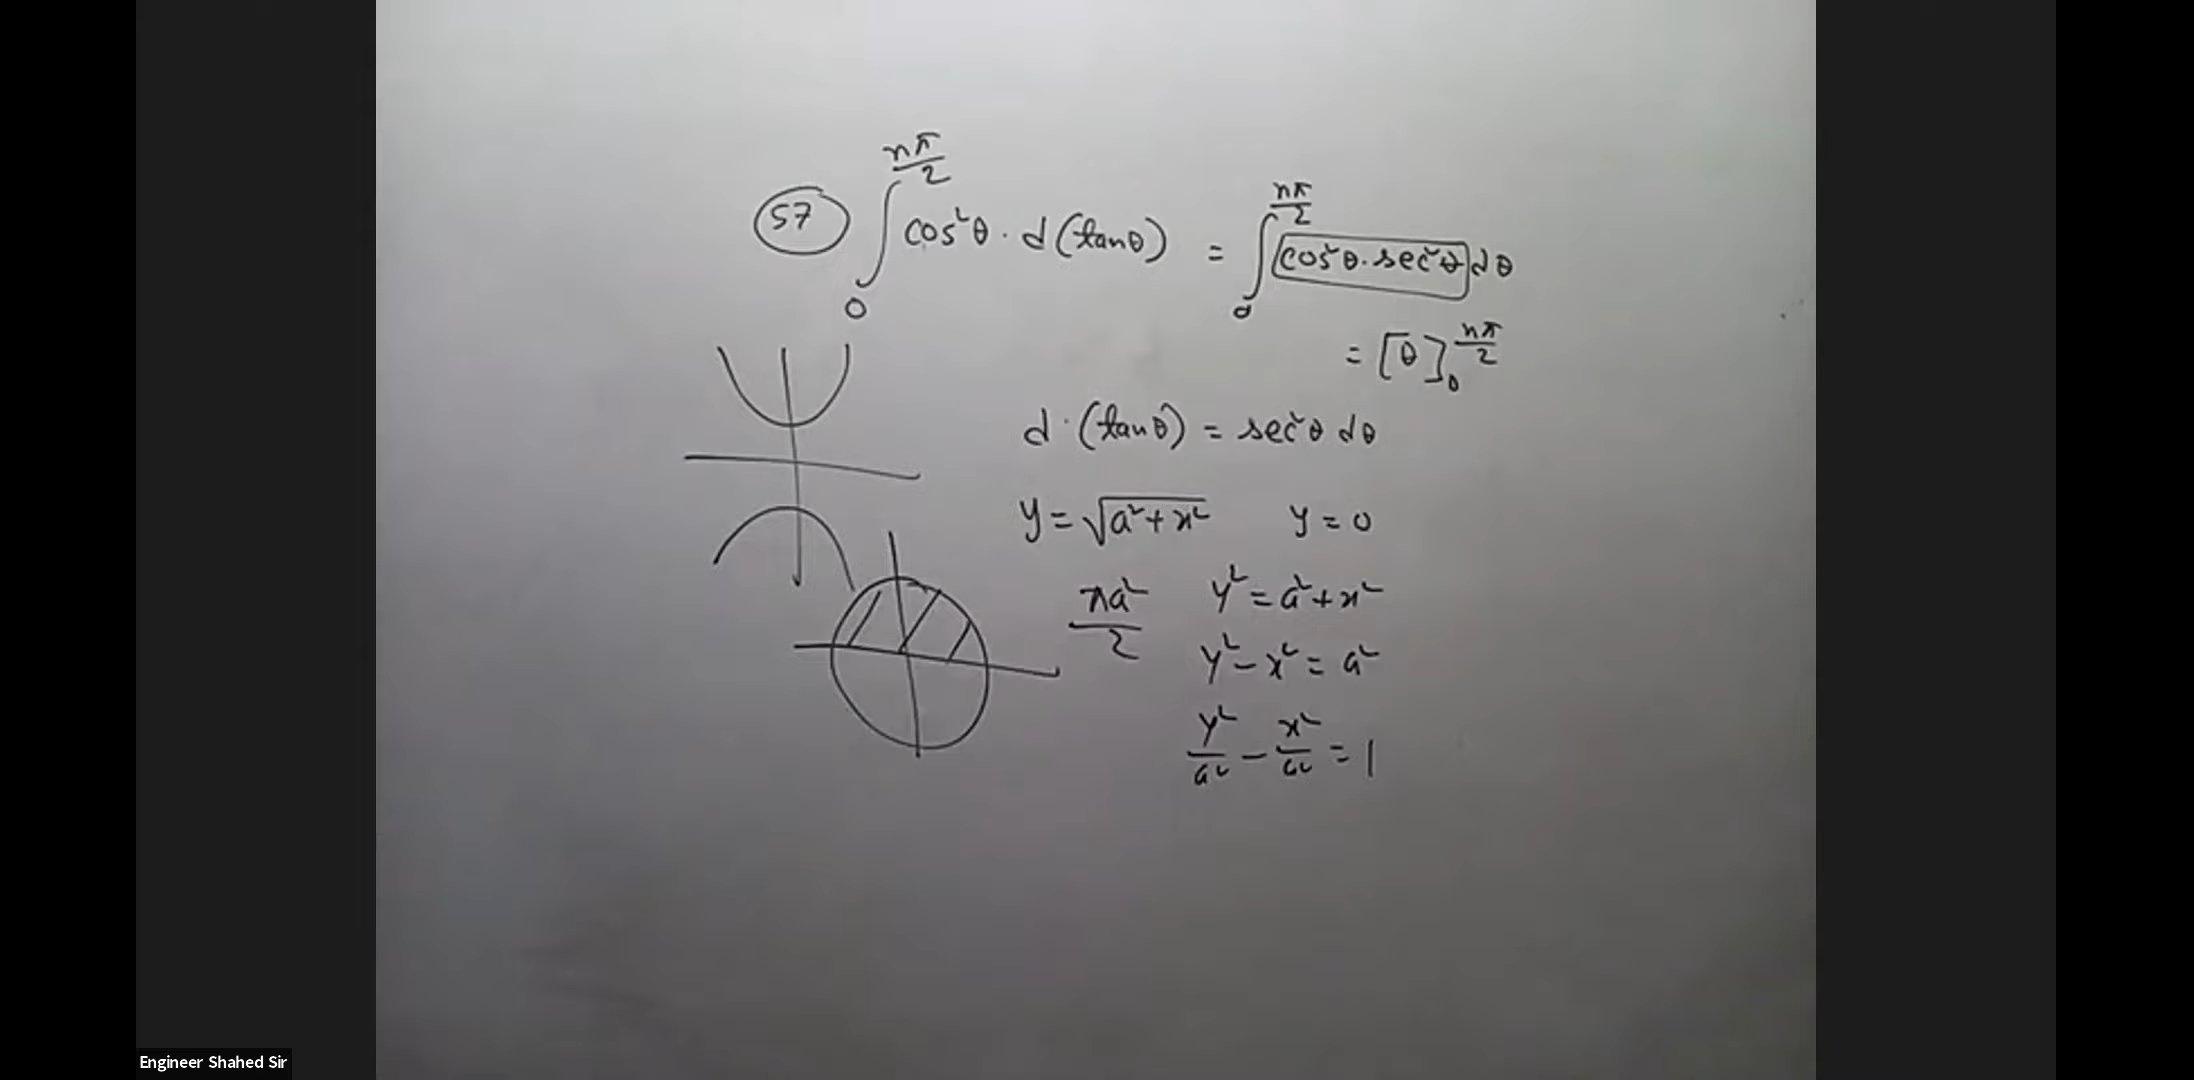 57 ∫₀^{nπ/2} cos²θ · d(tanθ) = ∫₀^{nπ/2} cos²θ · sec²θ dθ
= [θ]₀^{nπ/2}
d · (tanθ) = sec²θ dθ
y = √(a² + x²) y = 0
πa²/2 y² = a² + x²
y² − x² = a²
y²/a² − x²/a² = 1
Engineer Shahed Sir